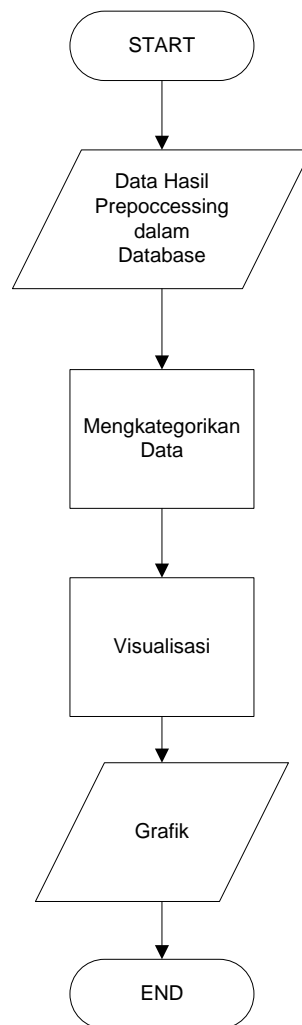 START
Data Hasil
Prepoccessing
dalam
Database
Mengkategorikan
Data
Visualisasi
Grafik
END